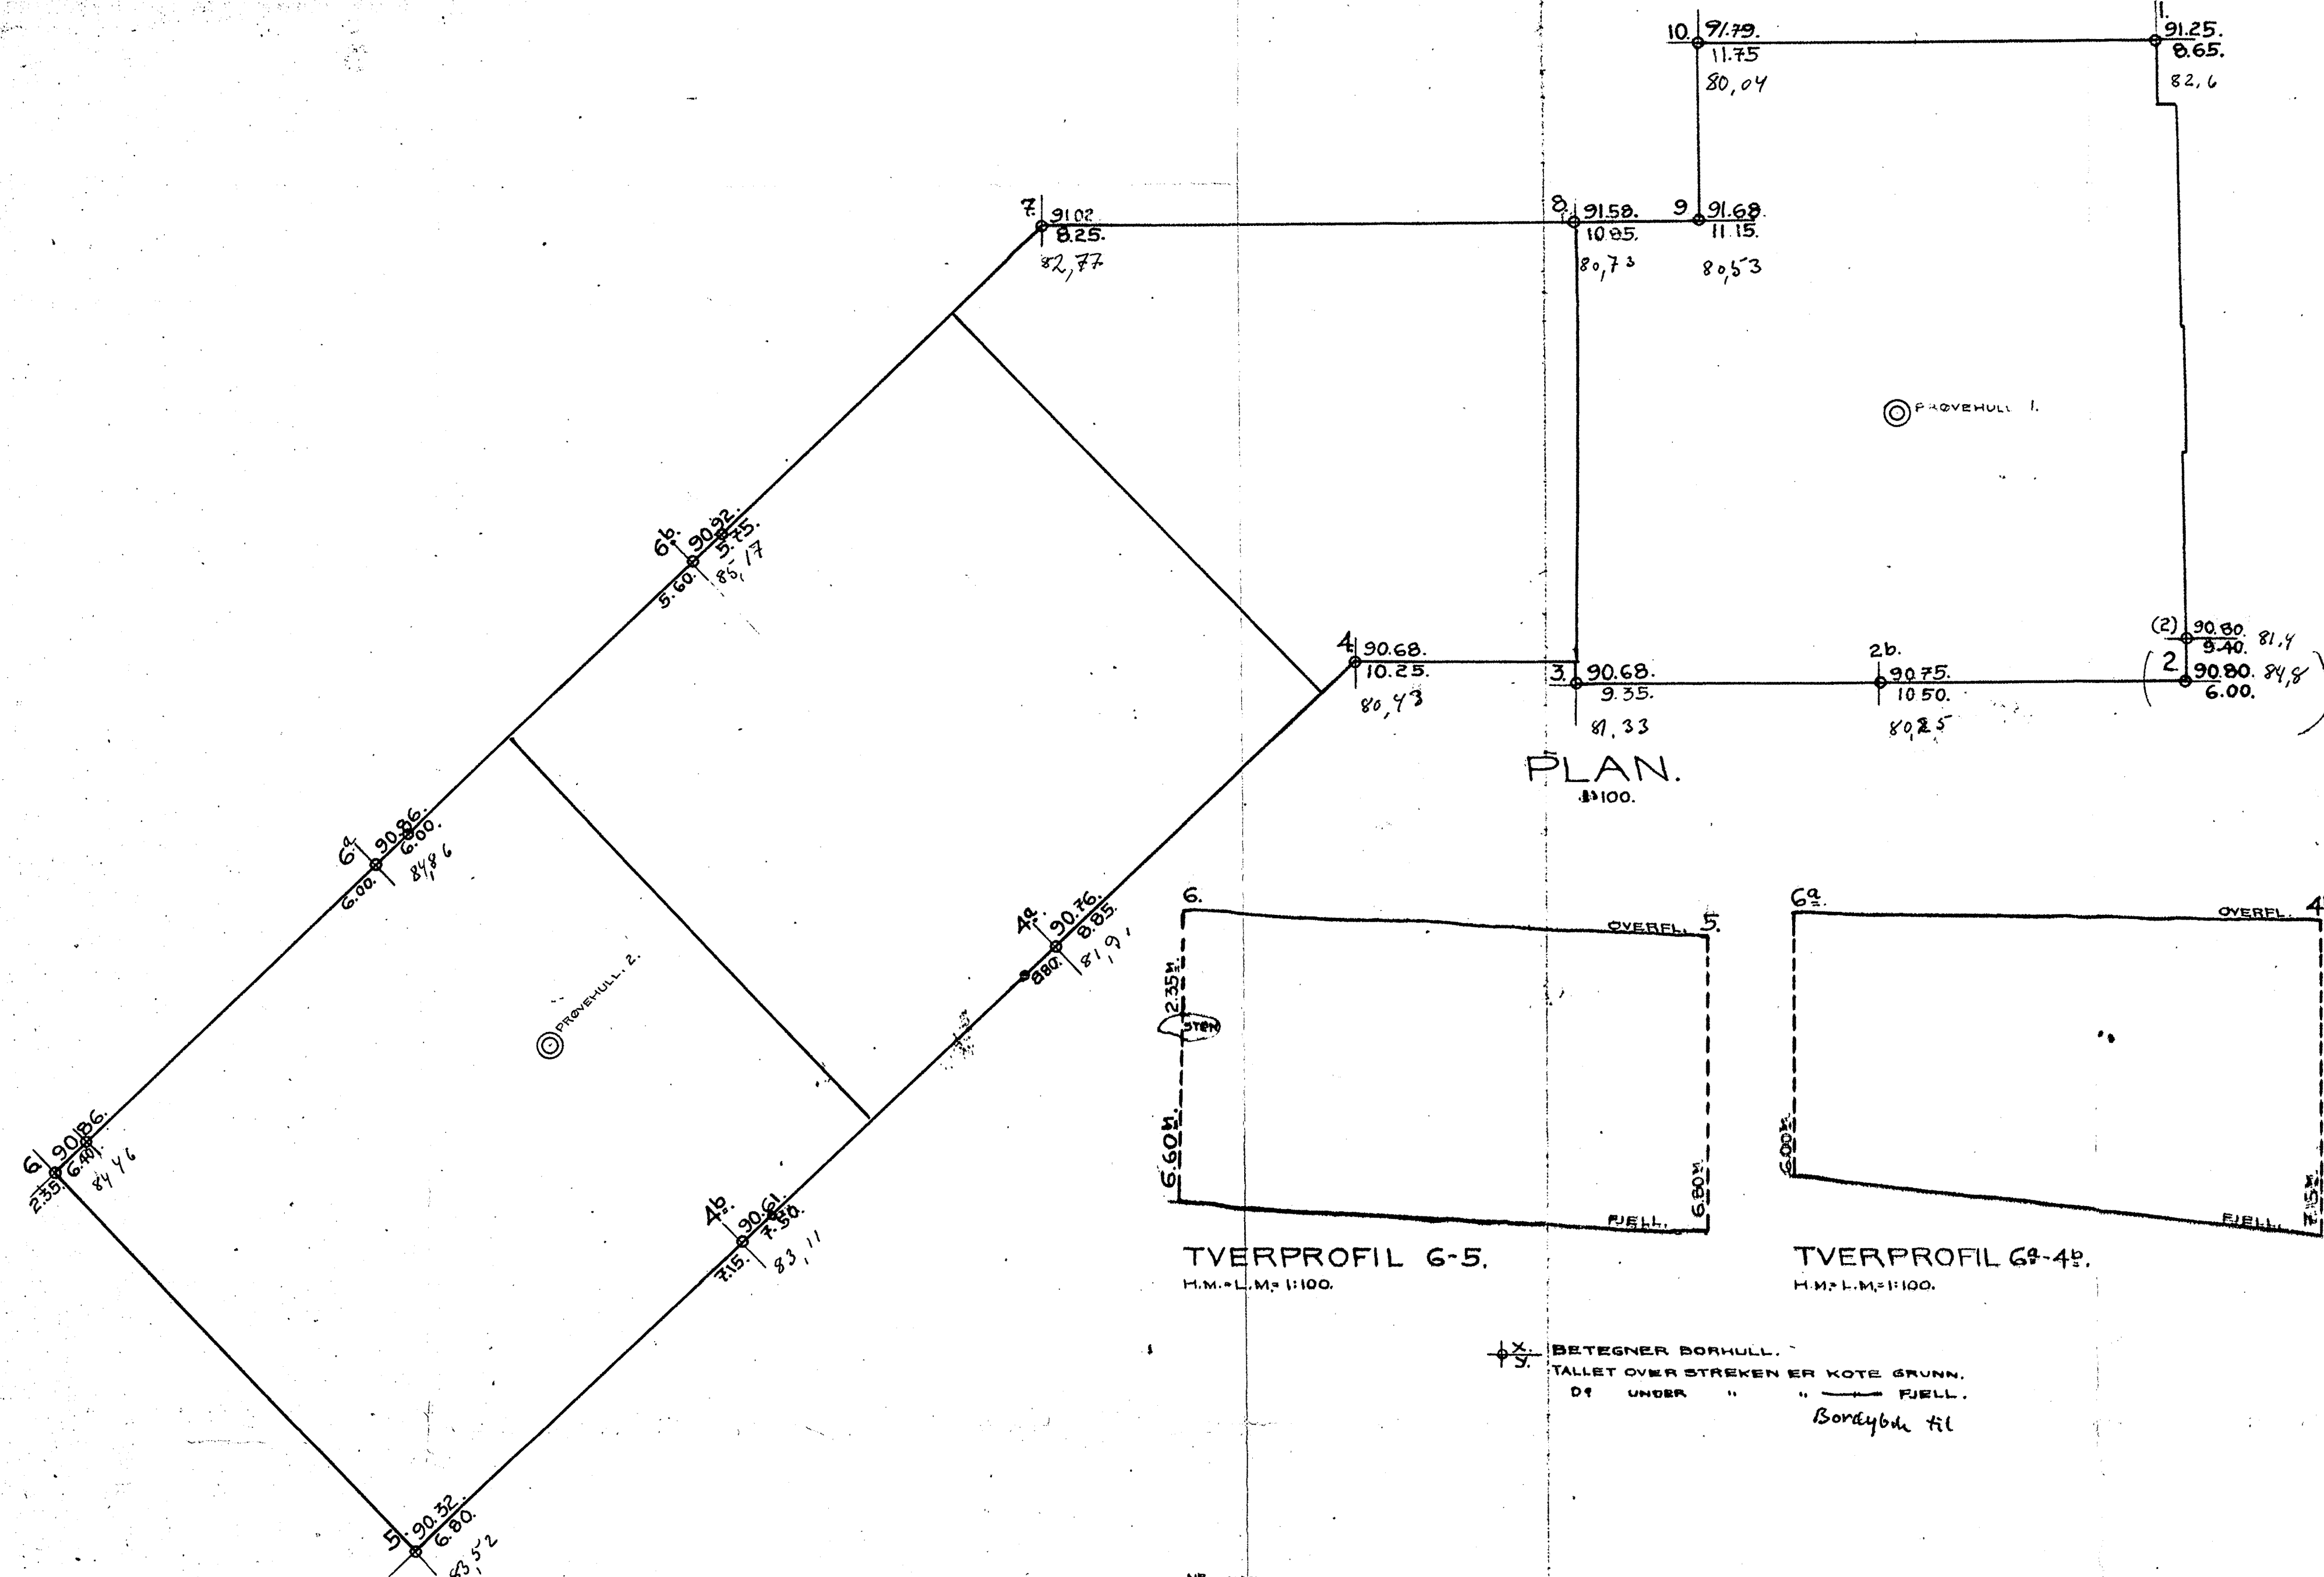 10. 91.79.
11.75
80,04
1.
91.25.
8.65.
82,6
7. 91.02
8.25.
82,77
8. 91.58.
10.85.
80,73
9 91.68.
11.15.
80,53
PRØVEHULL 1.
6b. 90.92.
5.75.
5.60.
85,17
4. 90.68.
10.25.
80,43
3. 90.68.
9.35.
81.33
2b.
90.75.
10.50.
80,25
(2) 90.80. 81,4
9.40.
(2 90.80. 84,8)
6.00.
PLAN.
1:100.
6a 90.86.
6.00.
6.00.
84,86
4a. 90.76.
8.85.
8.80.
81,91
PRØVEHULL. 2.
6. 90.86.
6.40.
2.35.
84 46
4b. 90.61.
7.50.
7.15.
83,11
5. 90.32.
6.80.
83,52
6.
OVERFL. 5.
2.35m.
STEN
6.60m.
6.80m.
FJELL.
TVERPROFIL 6-5.
H.M.=L.M.= 1:100.
6a.
OVERFL. 4
6.00m.
7.15m.
FJELL.
TVERPROFIL 6a-4b.
H.M.=L.M.=1:100.
X.
Y.
BETEGNER BORHULL.
TALLET OVER STREKEN ER KOTE GRUNN.
Do UNDER " " —"— FJELL.
Bordybde til